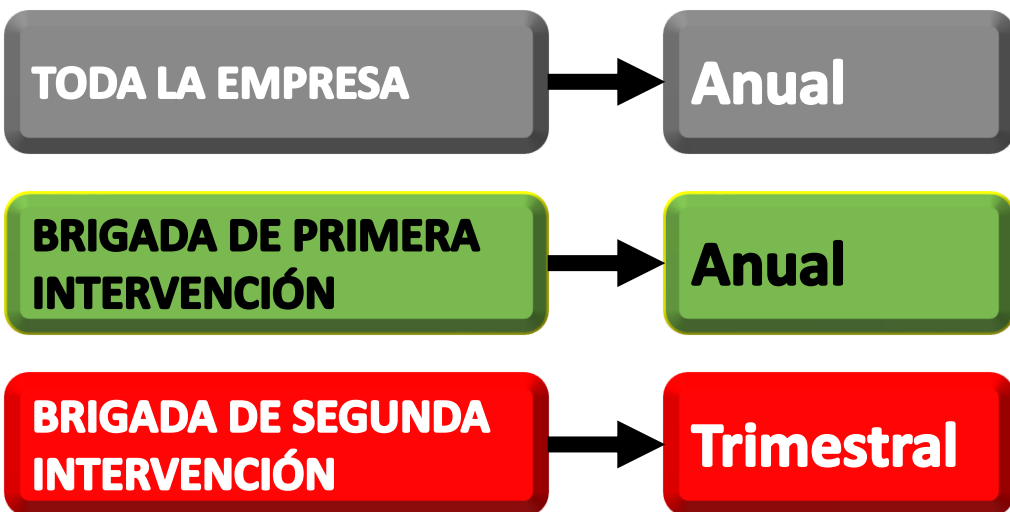 TODA LA EMPRESA
Anual
BRIGADA DE PRIMERA
INTERVENCIÓN
Anual
BRIGADA DE SEGUNDA
INTERVENCIÓN
Trimestral